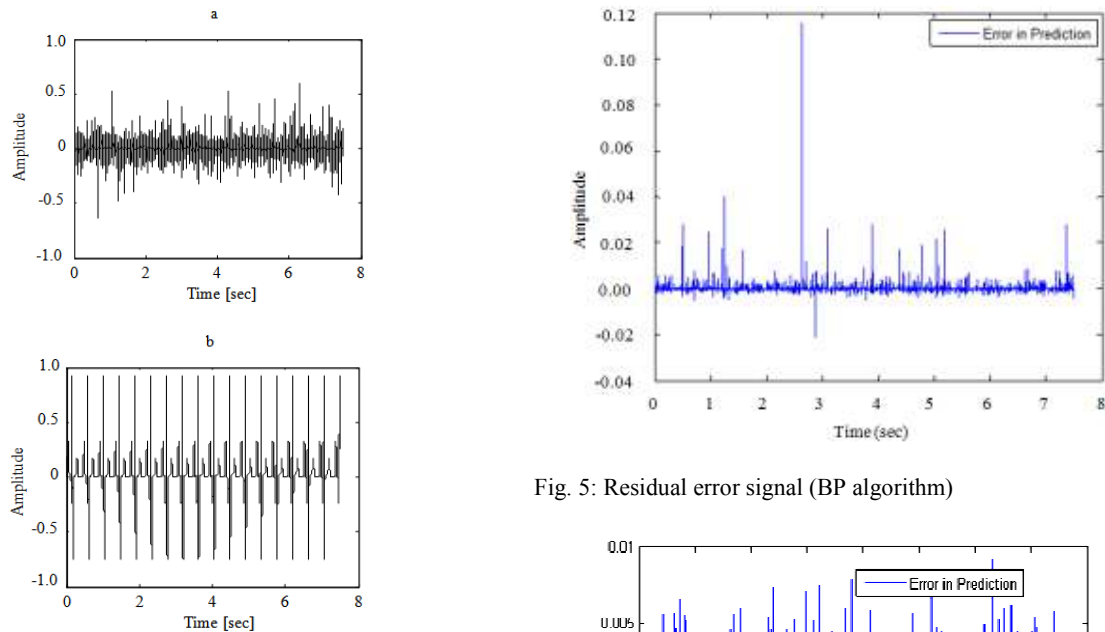 a
1.0
0.5
0
-0.5
-1.0
Amplitude
0 2 4 6 8
Time [sec]
b
1.0
0.5
0
-0.5
-1.0
Amplitude
0 2 4 6 8
Time [sec]
0.12
0.10
0.08
0.06
0.04
0.02
0.00
-0.02
-0.04
Amplitude
Error in Prediction
0 1 2 3 4 5 6 7 8
Time (sec)
Fig. 5: Residual error signal (BP algorithm)
0.01
0.005
Error in Prediction